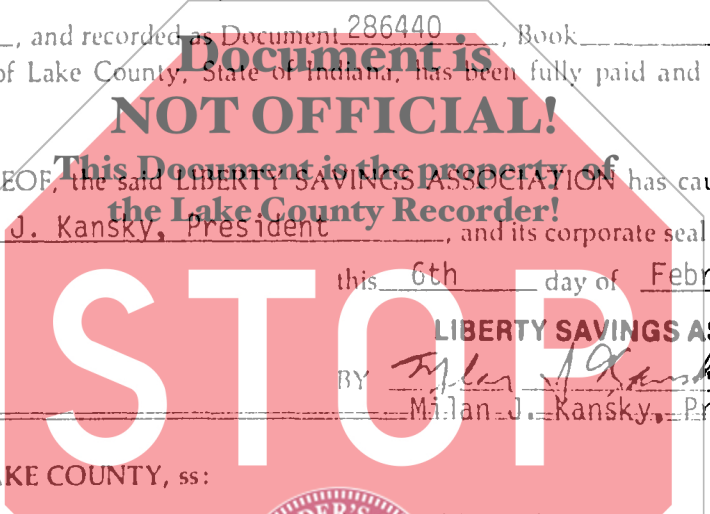 , and recorded as Document 286440, Book
Document is
of Lake County, State of Indiana, has been fully paid and
NOT OFFICIAL!
This Document is the property of
EOF, the said LIBERTY SAVINGS ASSOCIATION has cau
the Lake County Recorder!
J. Kansky, President, and its corporate seal
this 6th day of Febr
STOP
LIBERTY SAVINGS AS
BY Milan J Kansk
Milan J. Kansky, Pr
AKE COUNTY, ss:
DER'S